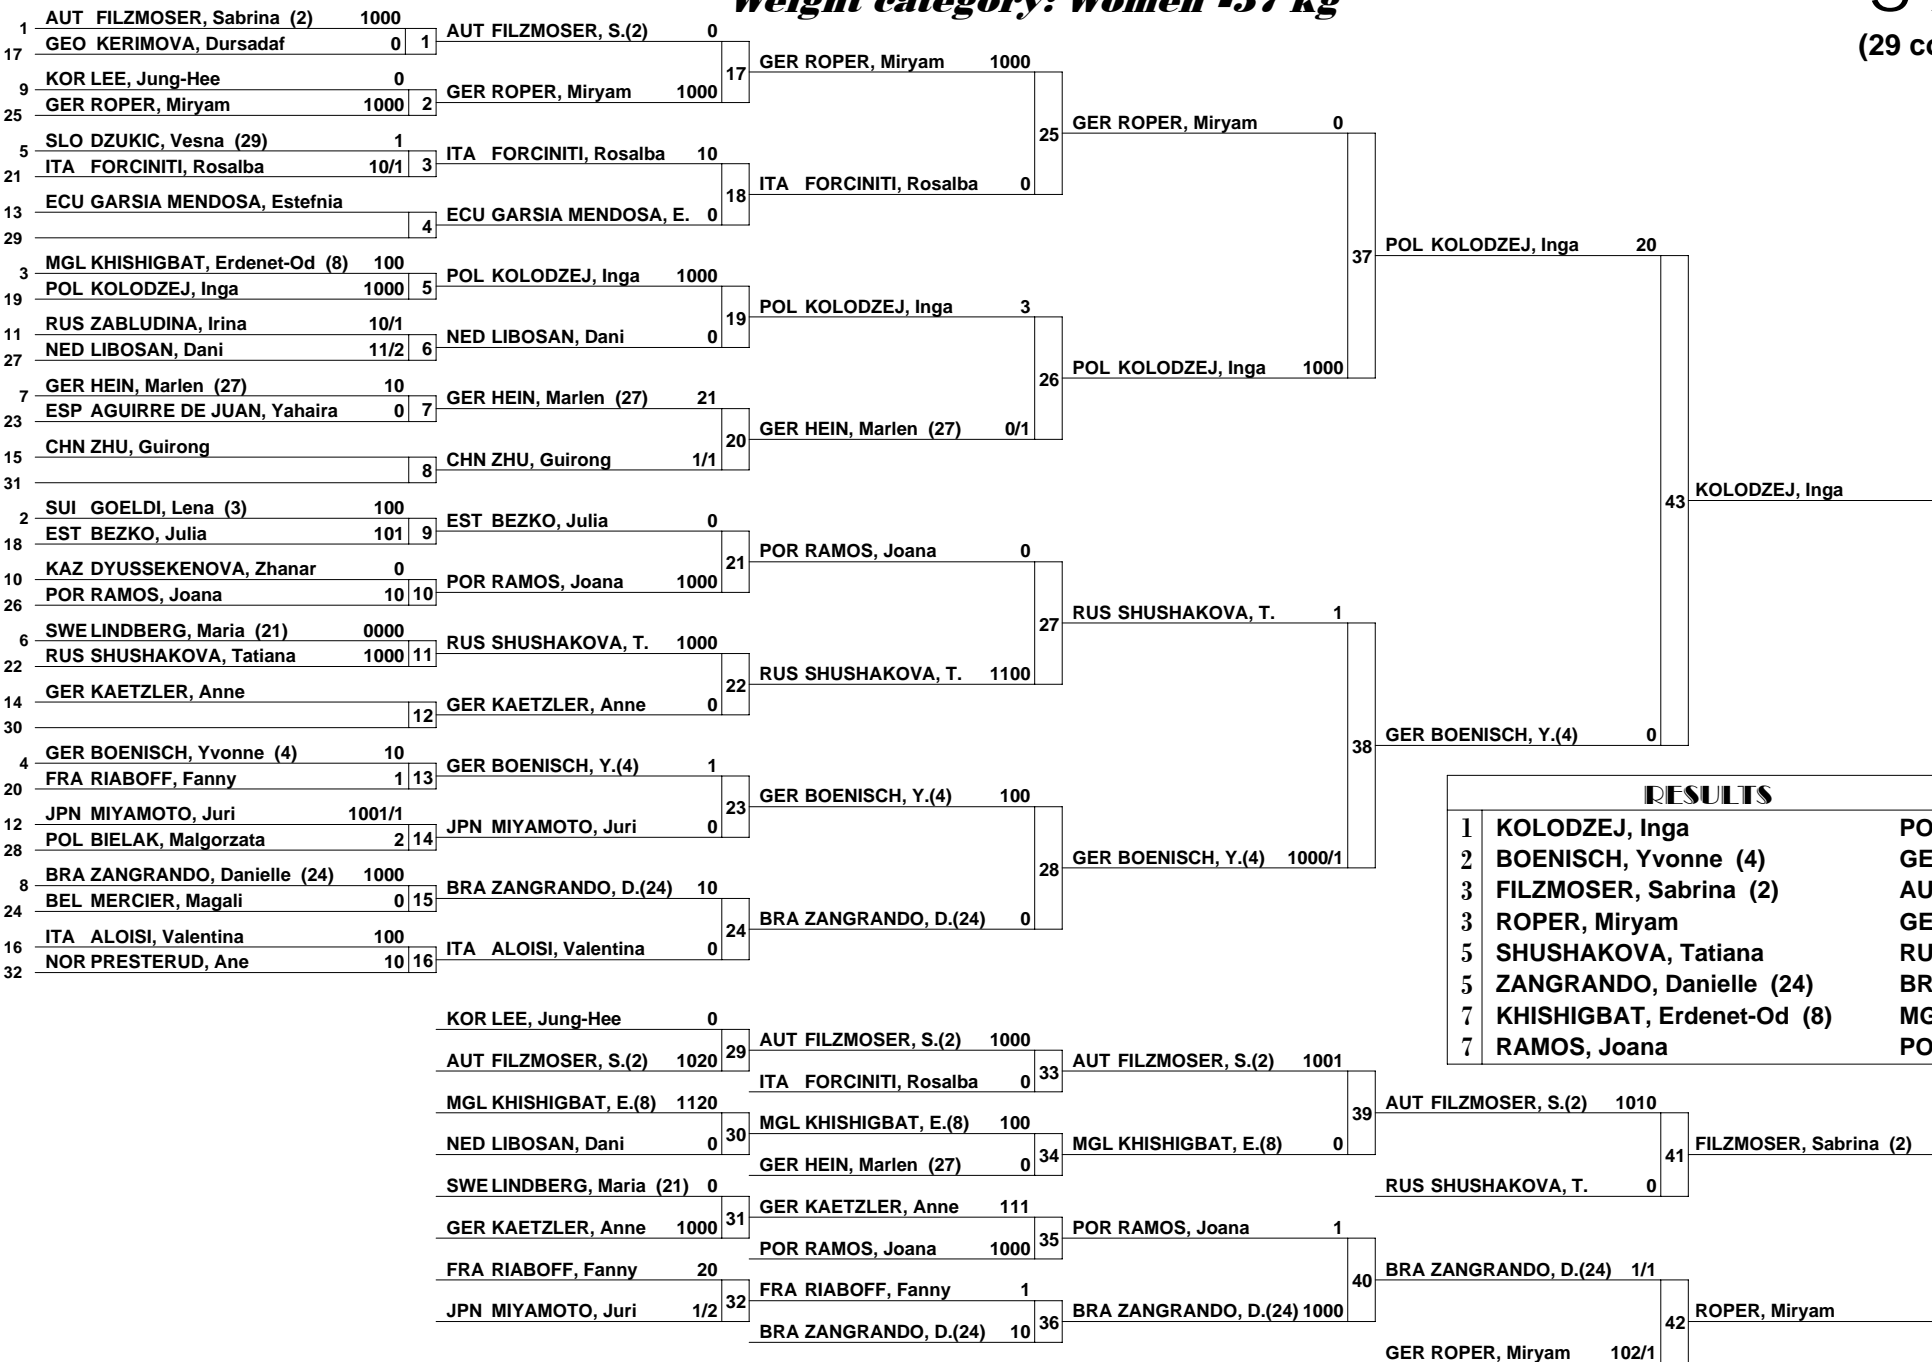 Weight category: Women -57 kg
(29 co
1 AUT FILZMOSER, Sabrina (2) 1000
17 GEO KERIMOVA, Dursadaf 0 1
9 KOR LEE, Jung-Hee 0
25 GER ROPER, Miryam 1000 2
5 SLO DZUKIC, Vesna (29) 1
21 ITA FORCINITI, Rosalba 10/1 3
13 ECU GARSIA MENDOSA, Estefnia
29 4
3 MGL KHISHIGBAT, Erdenet-Od (8) 100
19 POL KOLODZEJ, Inga 1000 5
11 RUS ZABLUDINA, Irina 10/1
27 NED LIBOSAN, Dani 11/2 6
7 GER HEIN, Marlen (27) 10
23 ESP AGUIRRE DE JUAN, Yahaira 0 7
15 CHN ZHU, Guirong
31 8
2 SUI GOELDI, Lena (3) 100
18 EST BEZKO, Julia 101 9
10 KAZ DYUSSEKENOVA, Zhanar 0
26 POR RAMOS, Joana 10 10
6 SWE LINDBERG, Maria (21) 0000
22 RUS SHUSHAKOVA, Tatiana 1000 11
14 GER KAETZLER, Anne
30 12
4 GER BOENISCH, Yvonne (4) 10
20 FRA RIABOFF, Fanny 1 13
12 JPN MIYAMOTO, Juri 1001/1
28 POL BIELAK, Malgorzata 2 14
8 BRA ZANGRANDO, Danielle (24) 1000
24 BEL MERCIER, Magali 0 15
16 ITA ALOISI, Valentina 100
32 NOR PRESTERUD, Ane 10 16
AUT FILZMOSER, S.(2) 0
17
GER ROPER, Miryam 1000
ITA FORCINITI, Rosalba 10
18
ECU GARSIA MENDOSA, E. 0
POL KOLODZEJ, Inga 1000
19
NED LIBOSAN, Dani 0
GER HEIN, Marlen (27) 21
20
CHN ZHU, Guirong 1/1
EST BEZKO, Julia 0
21
POR RAMOS, Joana 1000
RUS SHUSHAKOVA, T. 1000
22
GER KAETZLER, Anne 0
GER BOENISCH, Y.(4) 1
23
JPN MIYAMOTO, Juri 0
BRA ZANGRANDO, D.(24) 10
24
ITA ALOISI, Valentina 0
GER ROPER, Miryam 1000
25
ITA FORCINITI, Rosalba 0
POL KOLODZEJ, Inga 3
26
GER HEIN, Marlen (27) 0/1
POR RAMOS, Joana 0
27
RUS SHUSHAKOVA, T. 1100
GER BOENISCH, Y.(4) 100
28
BRA ZANGRANDO, D.(24) 0
GER ROPER, Miryam 0
37
POL KOLODZEJ, Inga 1000
RUS SHUSHAKOVA, T. 1
38
GER BOENISCH, Y.(4) 1000/1
POL KOLODZEJ, Inga 20
43
GER BOENISCH, Y.(4) 0
KOLODZEJ, Inga
RESULTS
1 KOLODZEJ, Inga PO
2 BOENISCH, Yvonne (4) GE
3 FILZMOSER, Sabrina (2) AU
3 ROPER, Miryam GE
5 SHUSHAKOVA, Tatiana RU
5 ZANGRANDO, Danielle (24) BR
7 KHISHIGBAT, Erdenet-Od (8) MG
7 RAMOS, Joana PO
KOR LEE, Jung-Hee 0
29
AUT FILZMOSER, S.(2) 1020
MGL KHISHIGBAT, E.(8) 1120
30
NED LIBOSAN, Dani 0
SWE LINDBERG, Maria (21) 0
31
GER KAETZLER, Anne 1000
FRA RIABOFF, Fanny 20
32
JPN MIYAMOTO, Juri 1/2
AUT FILZMOSER, S.(2) 1000
33
ITA FORCINITI, Rosalba 0
MGL KHISHIGBAT, E.(8) 100
34
GER HEIN, Marlen (27) 0
GER KAETZLER, Anne 111
35
POR RAMOS, Joana 1000
FRA RIABOFF, Fanny 1
36
BRA ZANGRANDO, D.(24) 10
AUT FILZMOSER, S.(2) 1001
39
MGL KHISHIGBAT, E.(8) 0
POR RAMOS, Joana 1
40
BRA ZANGRANDO, D.(24) 1000
AUT FILZMOSER, S.(2) 1010
41
RUS SHUSHAKOVA, T. 0
BRA ZANGRANDO, D.(24) 1/1
42
GER ROPER, Miryam 102/1
FILZMOSER, Sabrina (2)
ROPER, Miryam